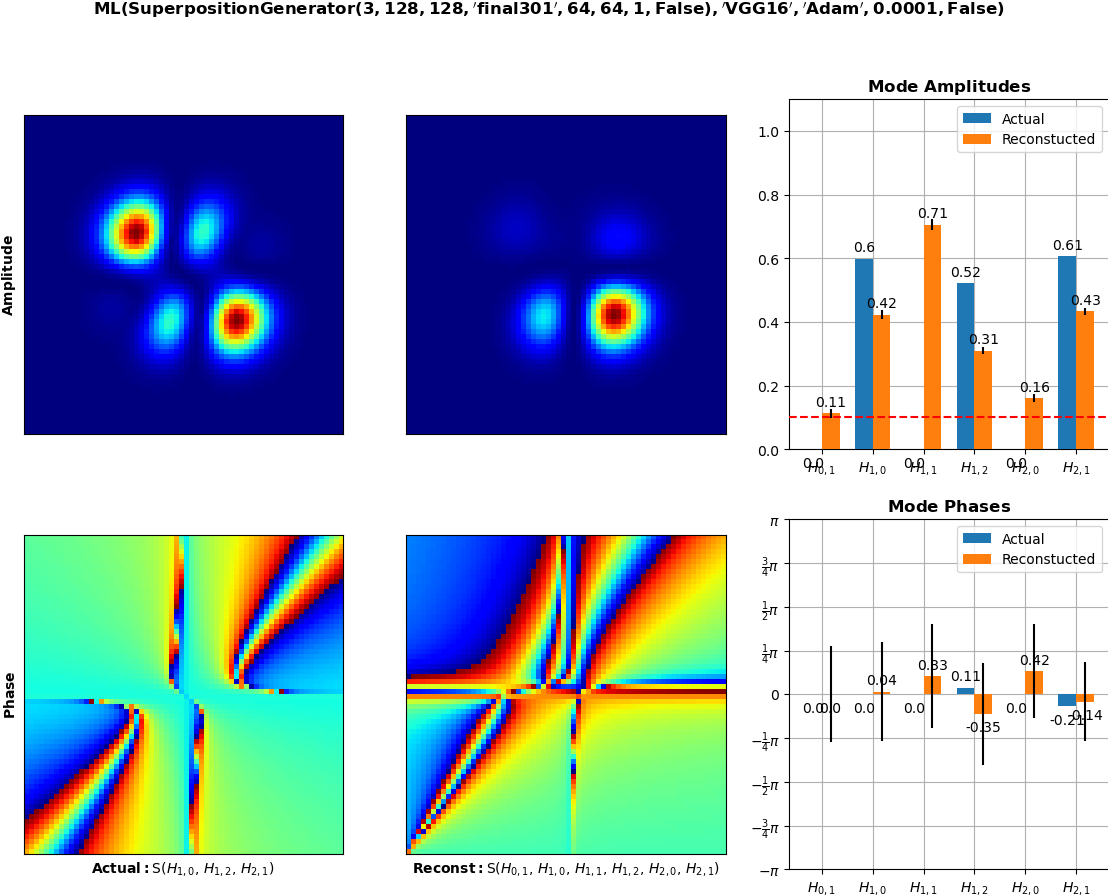 ML(SuperpositionGenerator(3, 128, 128, 'final301', 64, 64, 1, False), 'VGG16', 'Adam', 0.0001, False)
Amplitude
Mode Amplitudes
Actual
Reconstucted
1.0
0.8
0.6
0.4
0.2
0.0
0.0
0.11
0.6
0.42
0.0
0.71
0.52
0.31
0.0
0.16
0.61
0.43
H0,1
H1,0
H1,1
H1,2
H2,0
H2,1
Phase
Actual: S(H1,0, H1,2, H2,1)
Reconst: S(H0,1, H1,0, H1,1, H1,2, H2,0, H2,1)
Mode Phases
Actual
Reconstucted
π
3/4π
1/2π
1/4π
0
−1/4π
−1/2π
−3/4π
−π
0.0
0.0
0.0
0.04
0.0
0.33
0.11
-0.35
0.0
0.42
-0.21
-0.14
H0,1
H1,0
H1,1
H1,2
H2,0
H2,1